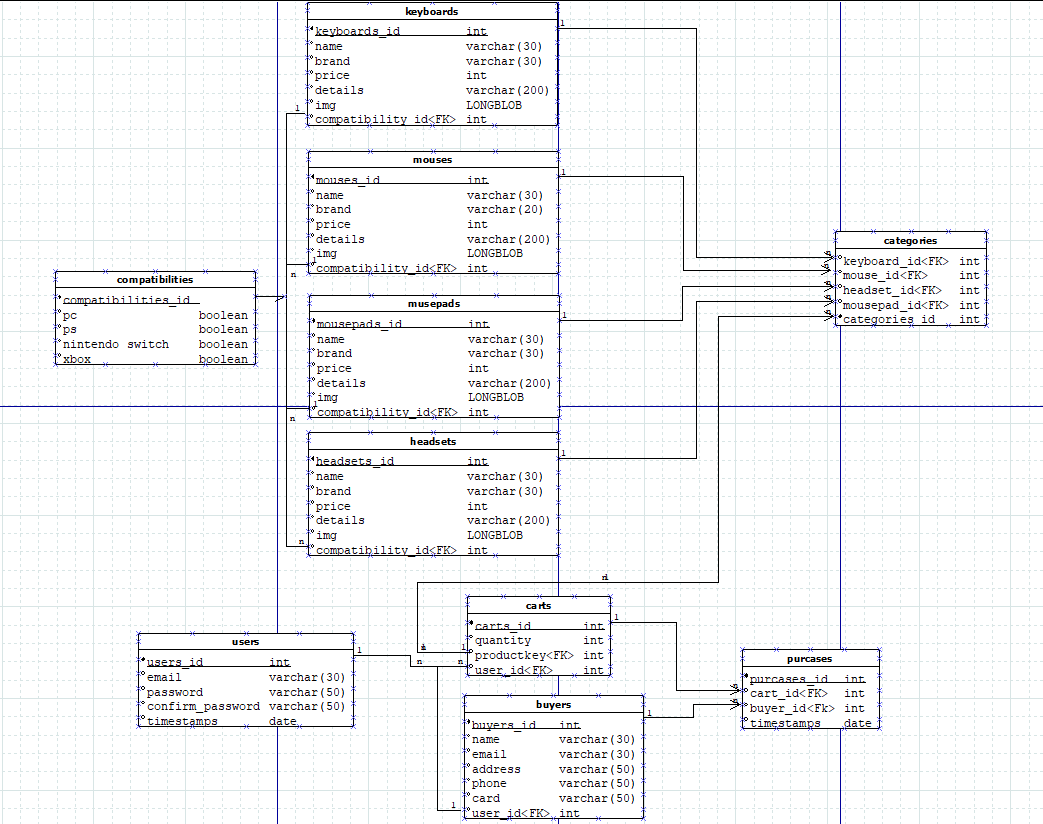 keyboards
keyboards_id int
name varchar(30)
brand varchar(30)
price int
details varchar(200)
img LONGBLOB
compatibility_id<FK> int
mouses
mouses_id int
name varchar(30)
brand varchar(20)
price int
details varchar(200)
img LONGBLOB
compatibility_id<FK> int
categories
keyboard_id<FK> int
mouse_id<FK> int
headset_id<FK> int
mousepad_id<FK> int
categories_id int
compatibilities
compatibilities_id
pc boolean
ps boolean
nintendo switch boolean
xbox boolean
musepads
mousepads_id int
name varchar(30)
brand varchar(30)
price int
details varchar(200)
img LONGBLOB
compatibility_id<FK> int
headsets
headsets_id int
name varchar(30)
brand varchar(30)
price int
details varchar(200)
img LONGBLOB
compatibility_id<FK> int
carts
carts_id int
quantity int
productkey<FK> int
user_id<FK> int
users
users_id int
email varchar(30)
password varchar(50)
confirm_password varchar(50)
timestamps date
purcases
purcases_id int
cart_id<FK> int
buyer_id<FK> int
timestamps date
buyers
buyers_id int
name varchar(30)
email varchar(30)
address varchar(50)
phone varchar(50)
card varchar(50)
user_id<FK> int
1
1
1
1
1
1
1
1
1
1
n
n
n
n
n